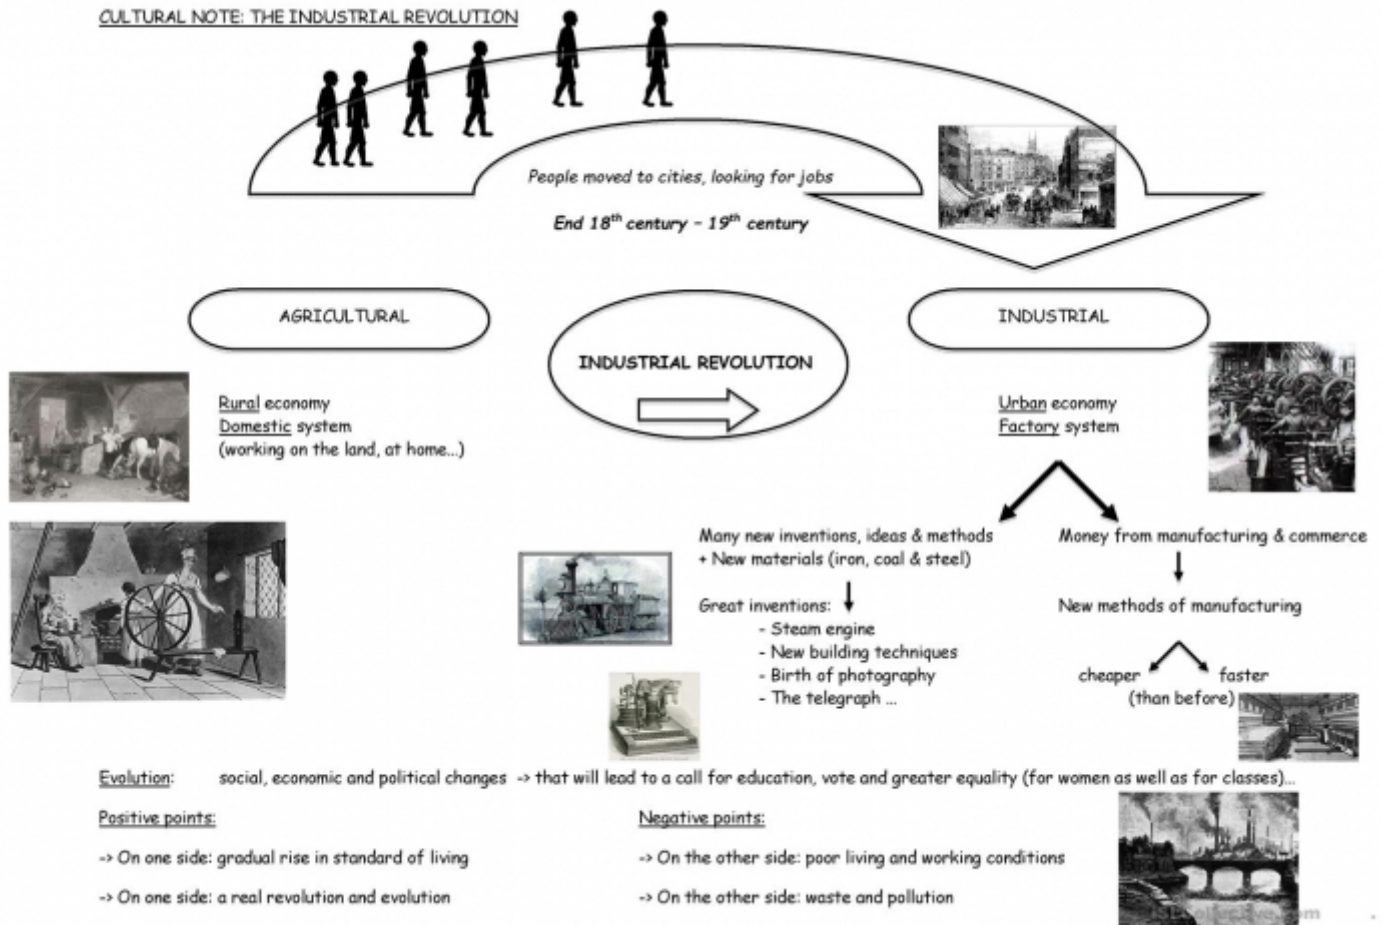 CULTURAL NOTE: THE INDUSTRIAL REVOLUTION
People moved to cities, looking for jobs
End 18th century – 19th century
AGRICULTURAL
INDUSTRIAL REVOLUTION
INDUSTRIAL
Rural economy
Domestic system
(working on the land, at home...)
Urban economy
Factory system
Many new inventions, ideas & methods
+ New materials (iron, coal & steel)
Great inventions:
- Steam engine
- New building techniques
- Birth of photography
- The telegraph ...
Money from manufacturing & commerce
New methods of manufacturing
cheaper
faster
(than before)
Evolution: social, economic and political changes -> that will lead to a call for education, vote and greater equality (for women as well as for classes)...
Positive points:
-> On one side: gradual rise in standard of living
-> On one side: a real revolution and evolution
Negative points:
-> On the other side: poor living and working conditions
-> On the other side: waste and pollution